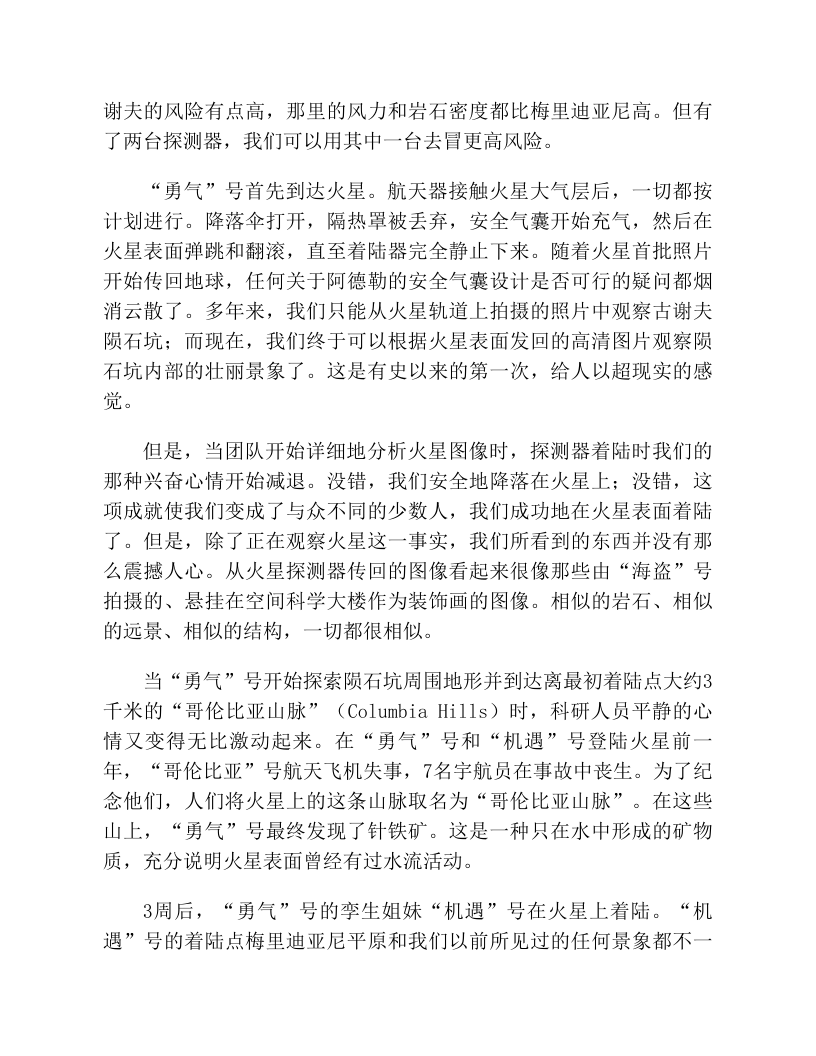 谢夫的风险有点高，那里的风力和岩石密度都比梅里迪亚尼高。但有
了两台探测器，我们可以用其中一台去冒更高风险。
“勇气”号首先到达火星。航天器接触火星大气层后，一切都按
计划进行。降落伞打开，隔热罩被丢弃，安全气囊开始充气，然后在
火星表面弹跳和翻滚，直至着陆器完全静止下来。随着火星首批照片
开始传回地球，任何关于阿德勒的安全气囊设计是否可行的疑问都烟
消云散了。多年来，我们只能从火星轨道上拍摄的照片中观察古谢夫
陨石坑；而现在，我们终于可以根据火星表面发回的高清图片观察陨
石坑内部的壮丽景象了。这是有史以来的第一次，给人以超现实的感
觉。
但是，当团队开始详细地分析火星图像时，探测器着陆时我们的
那种兴奋心情开始减退。没错，我们安全地降落在火星上；没错，这
项成就使我们变成了与众不同的少数人，我们成功地在火星表面着陆
了。但是，除了正在观察火星这一事实，我们所看到的东西并没有那
么震撼人心。从火星探测器传回的图像看起来很像那些由“海盗”号
拍摄的、悬挂在空间科学大楼作为装饰画的图像。相似的岩石、相似
的远景、相似的结构，一切都很相似。
当“勇气”号开始探索陨石坑周围地形并到达离最初着陆点大约3
千米的“哥伦比亚山脉”（Columbia Hills）时，科研人员平静的心
情又变得无比激动起来。在“勇气”号和“机遇”号登陆火星前一
年，“哥伦比亚”号航天飞机失事，7名宇航员在事故中丧生。为了纪
念他们，人们将火星上的这条山脉取名为“哥伦比亚山脉”。在这些
山上，“勇气”号最终发现了针铁矿。这是一种只在水中形成的矿物
质，充分说明火星表面曾经有过水流活动。
3周后，“勇气”号的孪生姐妹“机遇”号在火星上着陆。“机
遇”号的着陆点梅里迪亚尼平原和我们以前所见过的任何景象都不一